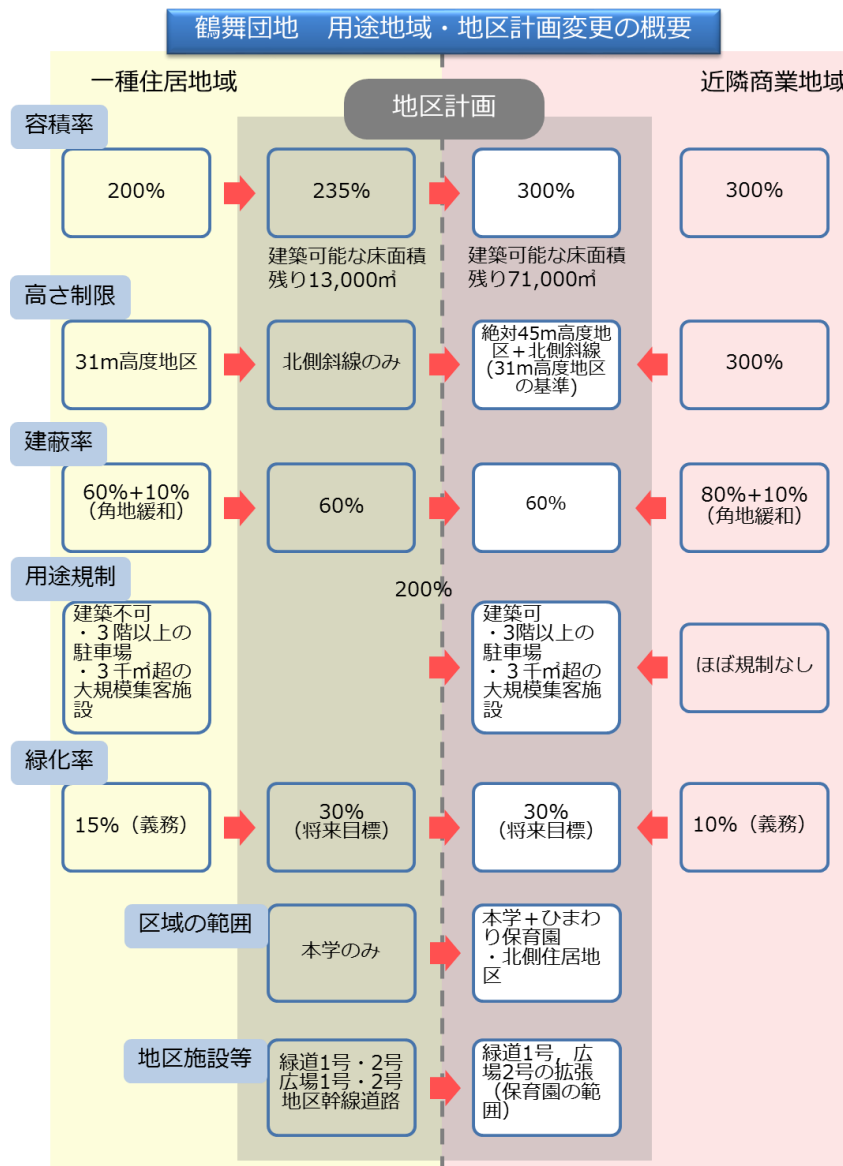 鶴舞団地　用途地域・地区計画変更の概要
一種住居地域
近隣商業地域
地区計画
容積率
200%
235%
300%
300%
建築可能な床面積
残り13,000㎡
建築可能な床面積
残り71,000㎡
高さ制限
31m高度地区
北側斜線のみ
絶対45m高度地
区＋北側斜線
(31m高度地区
の基準)
300%
建蔽率
60%+10%
（角地緩和）
60%
60%
80%+10%
（角地緩和）
用途規制
200%
建築不可
・３階以上の
駐車場
・３千㎡超の
大規模集客施
設
建築可
・3階以上の
駐車場
・３千㎡超の
大規模集客施
設
ほぼ規制なし
緑化率
15%（義務）
30%
（将来目標）
30%
（将来目標）
10%（義務）
区域の範囲
本学のみ
本学＋ひまわ
り保育園
・北側住居地
区
地区施設等
緑道1号・2号
広場1号・2号
地区幹線道路
緑道1号，広
場2号の拡張
（保育園の範
囲）